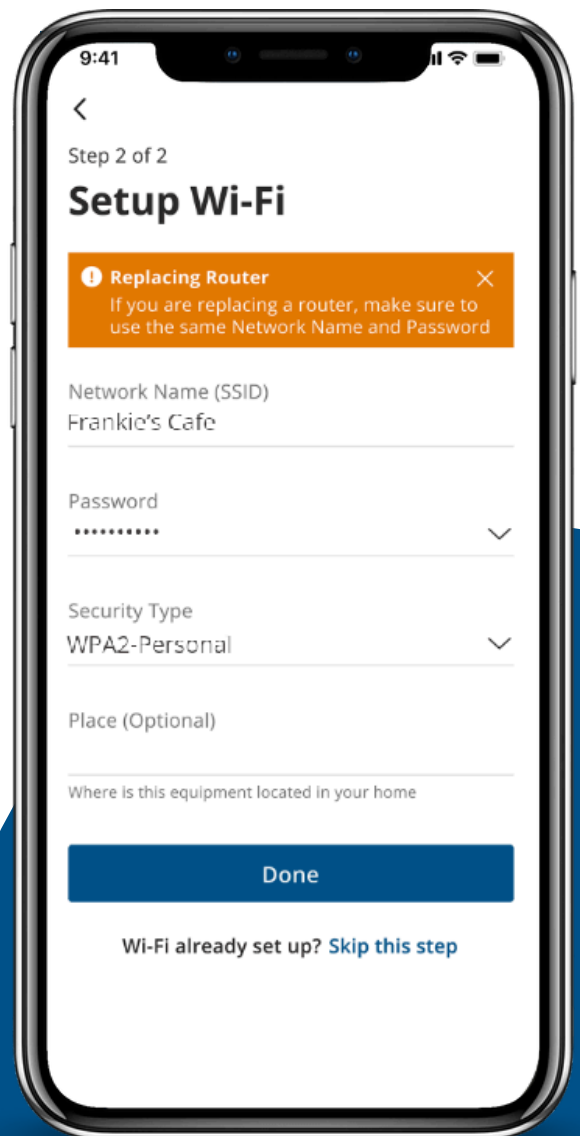 9:41
Step 2 of 2
Setup Wi-Fi
Replacing Router
If you are replacing a router, make sure to
use the same Network Name and Password
Network Name (SSID)
Frankie's Cafe
Password
••••••••••
Security Type
WPA2-Personal
Place (Optional)
Where is this equipment located in your home
Done
Wi-Fi already set up? Skip this step